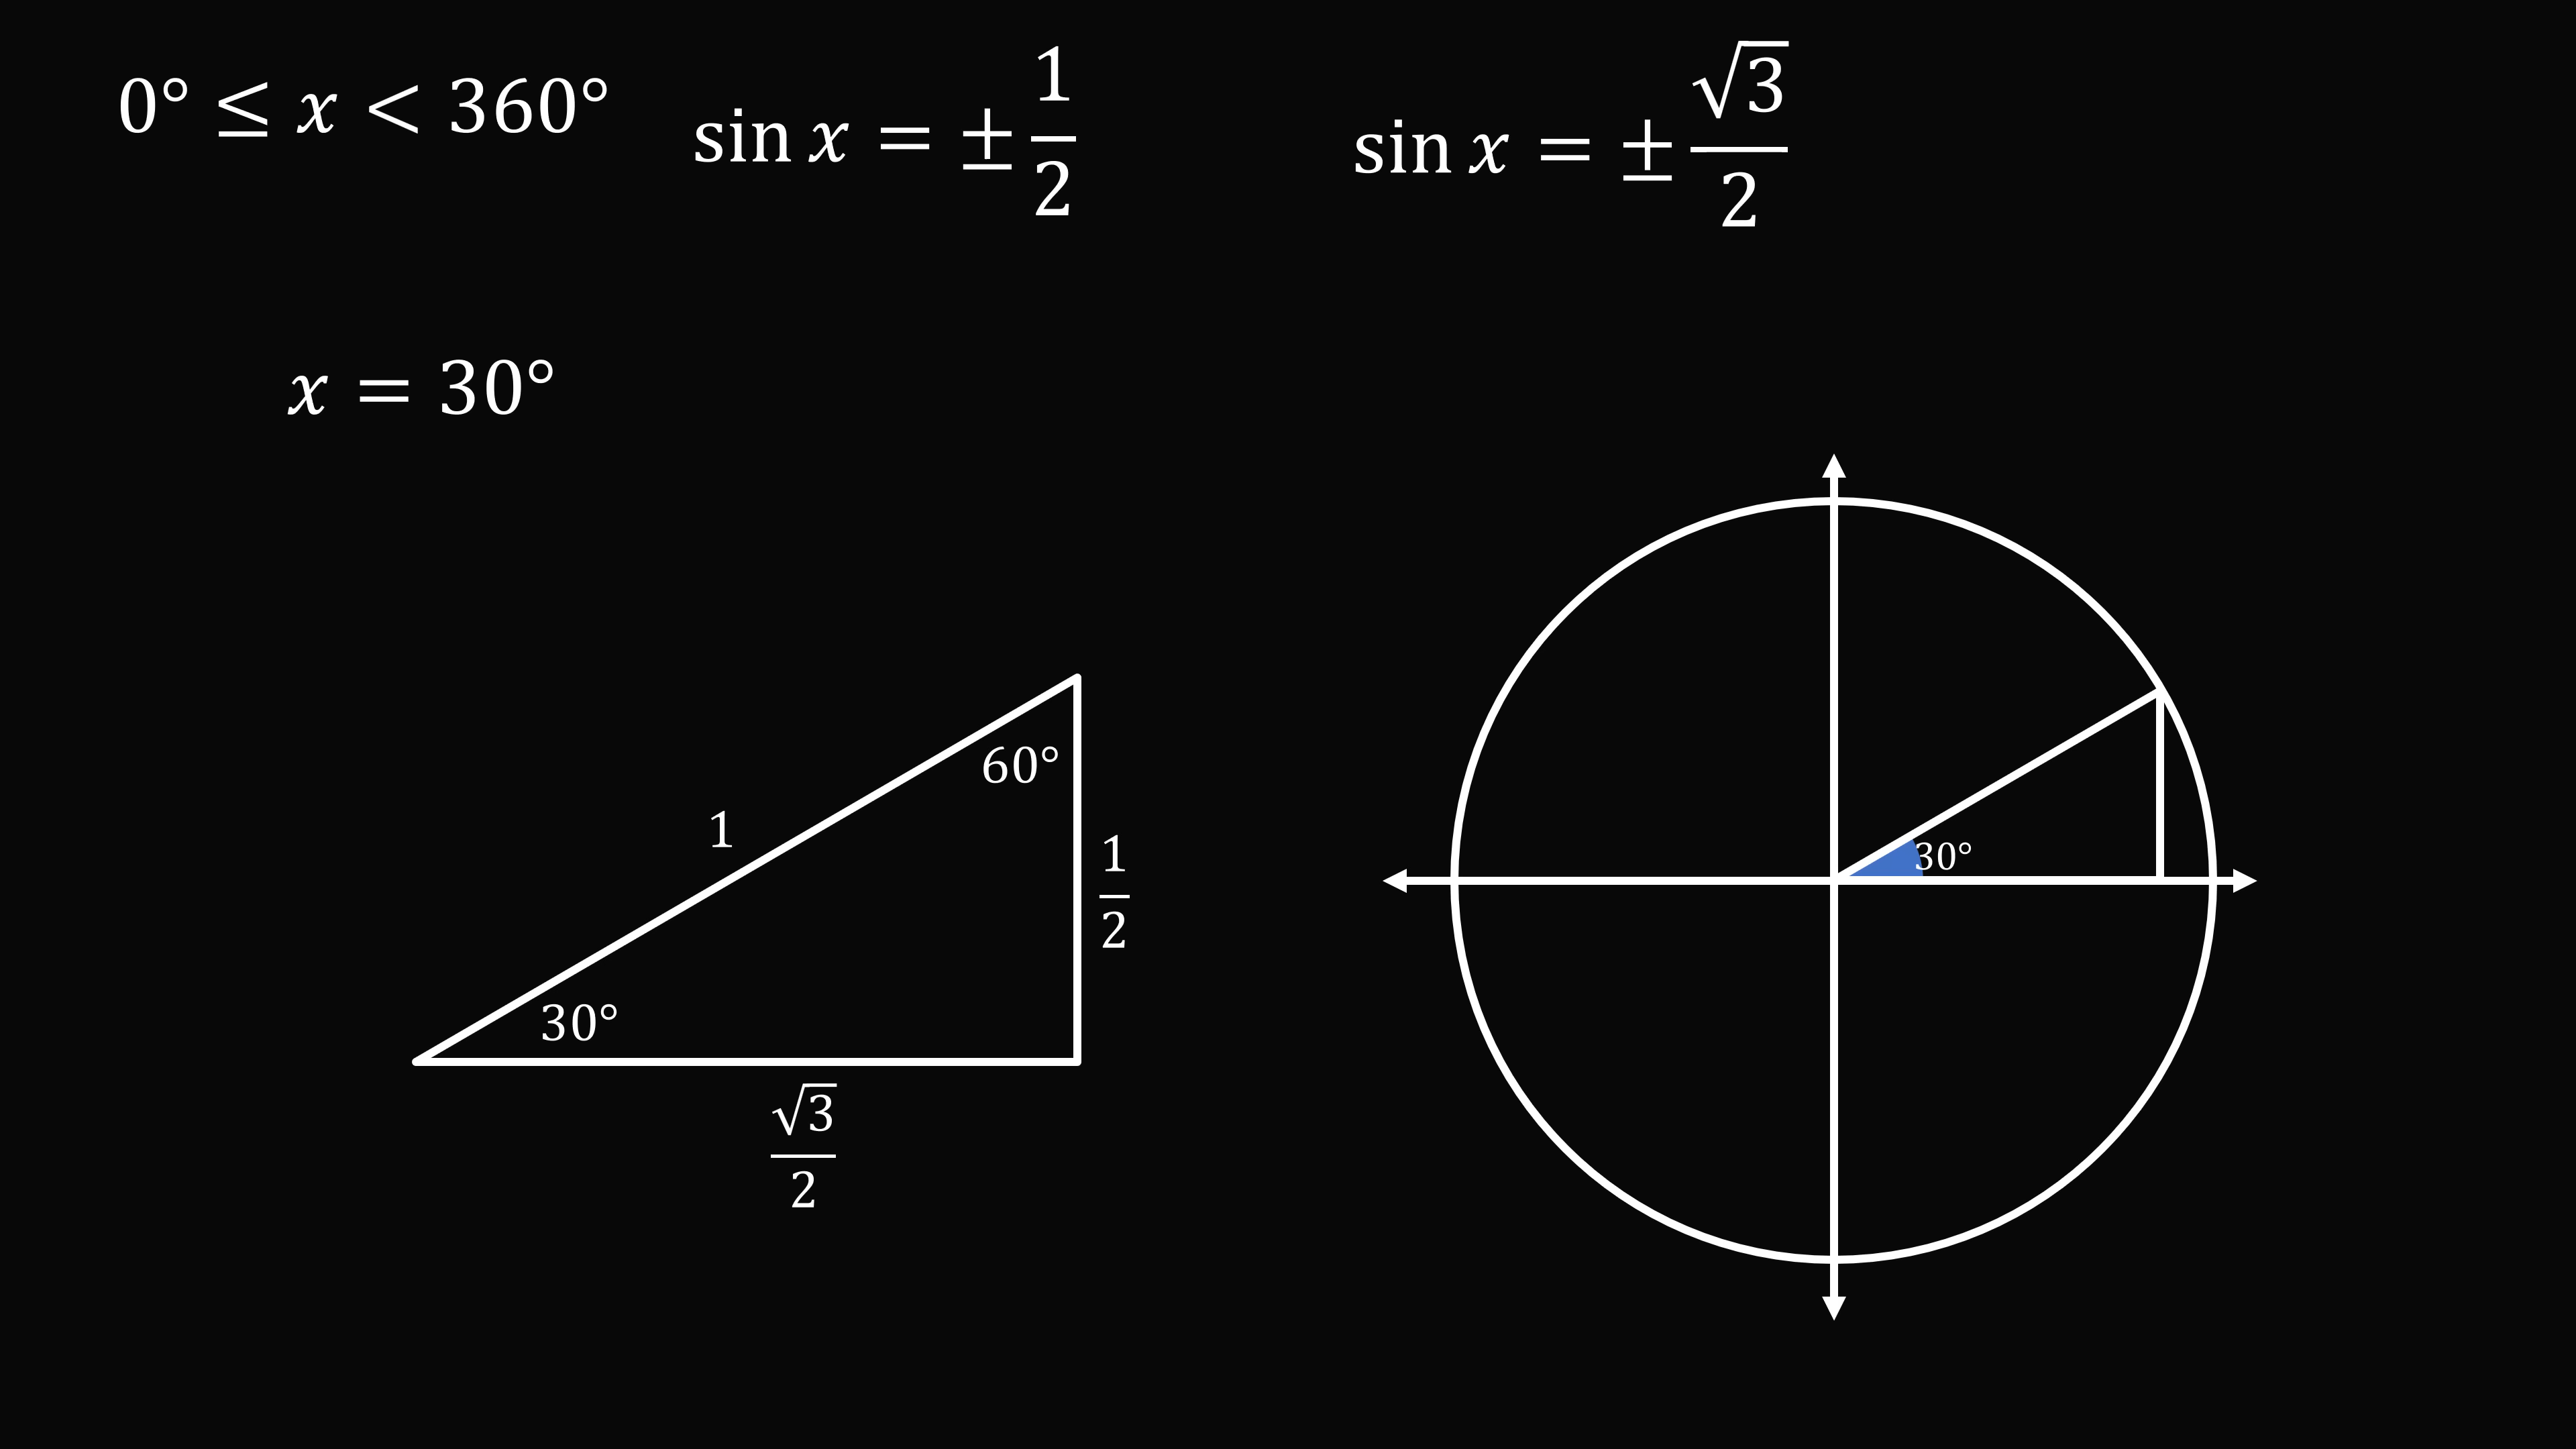 0° ≤ x < 360°
sin x = ±1/2
sin x = ±√3/2
x = 30°
60°
1
1/2
30°
30°
√3/2